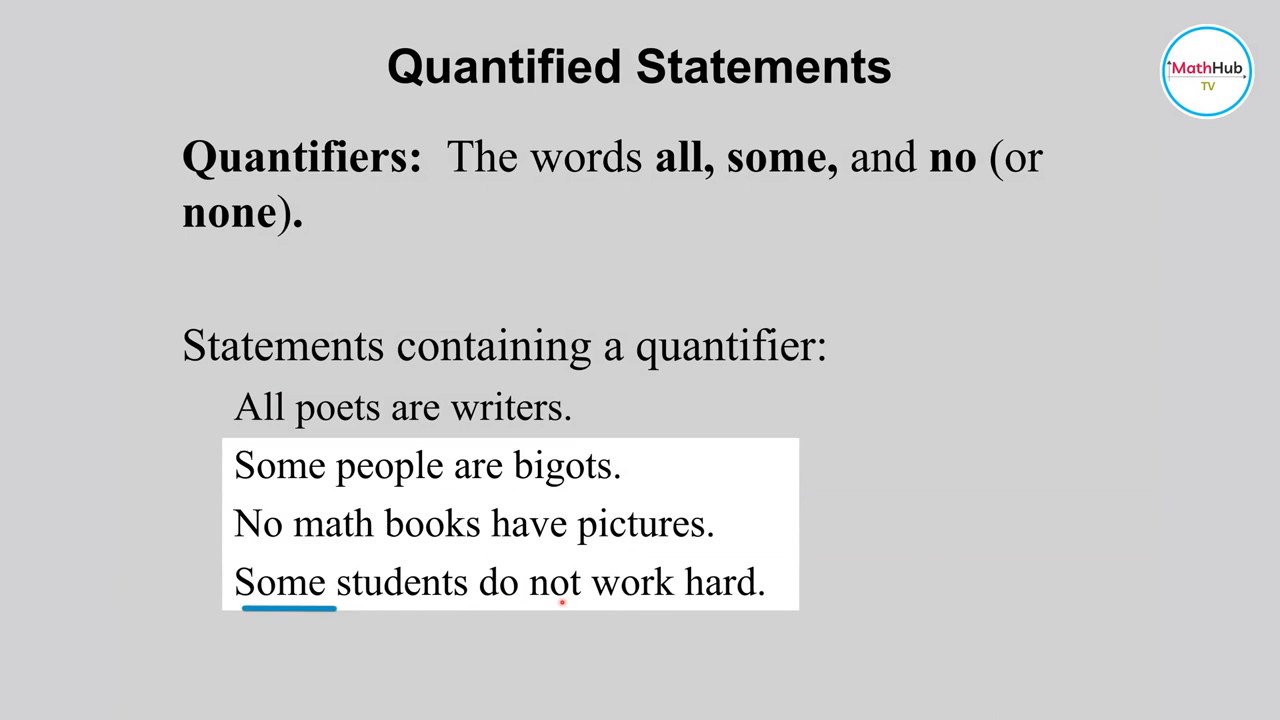 Quantified Statements
MathHub
TV
Quantifiers: The words all, some, and no (or
none).
Statements containing a quantifier:
All poets are writers.
Some people are bigots.
No math books have pictures.
Some students do not work hard.